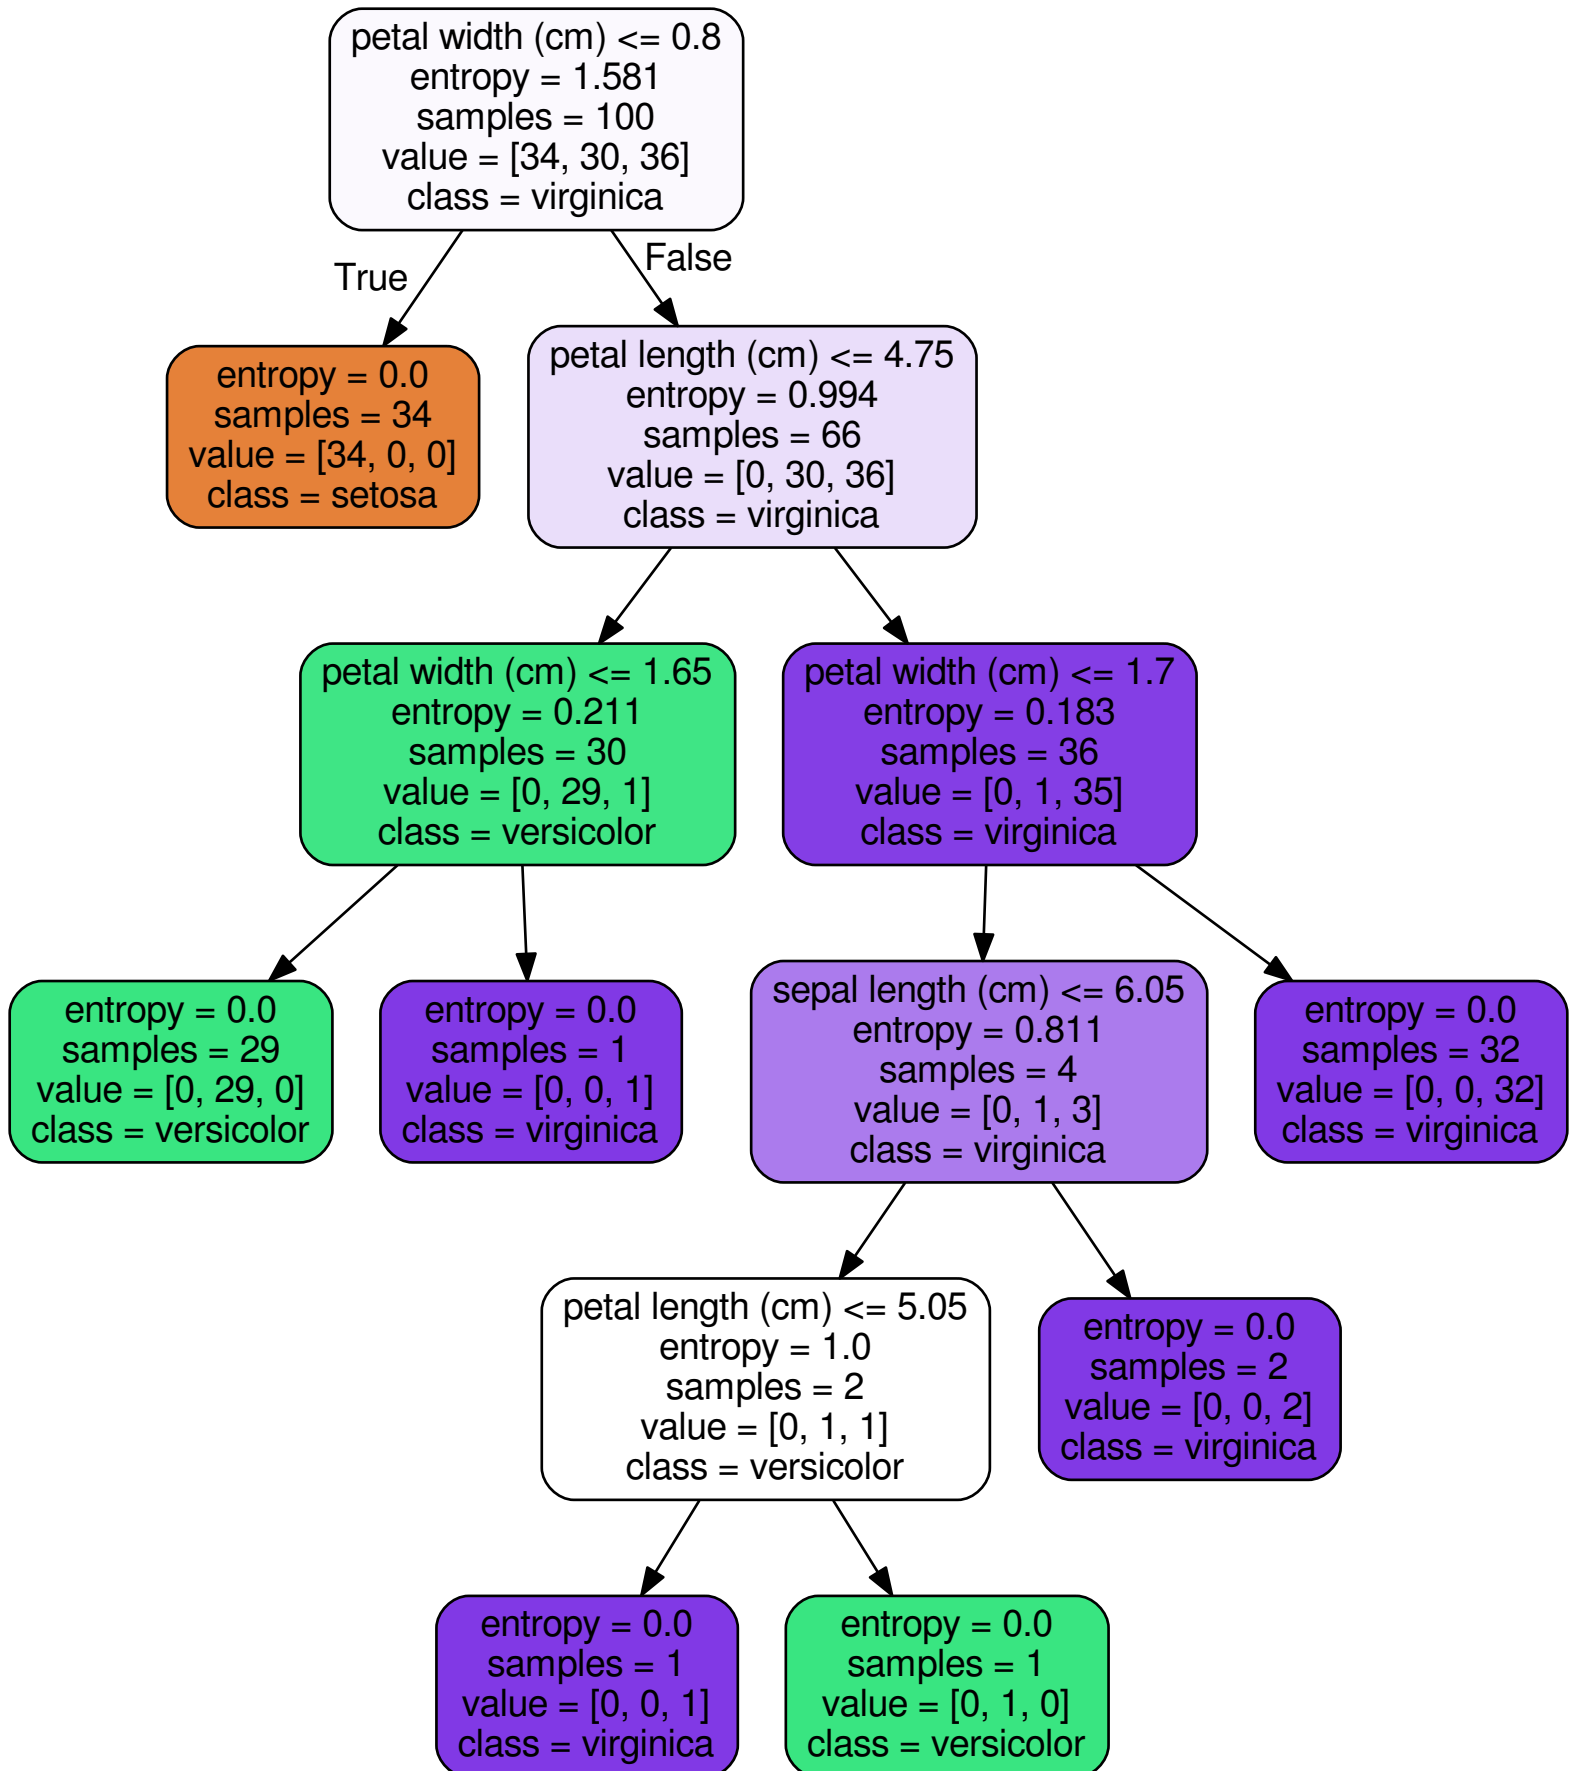 petal width (cm) <= 0.8
entropy = 1.581
samples = 100
value = [34, 30, 36]
class = virginica
True
False
entropy = 0.0
samples = 34
value = [34, 0, 0]
class = setosa
petal length (cm) <= 4.75
entropy = 0.994
samples = 66
value = [0, 30, 36]
class = virginica
petal width (cm) <= 1.65
entropy = 0.211
samples = 30
value = [0, 29, 1]
class = versicolor
petal width (cm) <= 1.7
entropy = 0.183
samples = 36
value = [0, 1, 35]
class = virginica
entropy = 0.0
samples = 29
value = [0, 29, 0]
class = versicolor
entropy = 0.0
samples = 1
value = [0, 0, 1]
class = virginica
sepal length (cm) <= 6.05
entropy = 0.811
samples = 4
value = [0, 1, 3]
class = virginica
entropy = 0.0
samples = 32
value = [0, 0, 32]
class = virginica
petal length (cm) <= 5.05
entropy = 1.0
samples = 2
value = [0, 1, 1]
class = versicolor
entropy = 0.0
samples = 2
value = [0, 0, 2]
class = virginica
entropy = 0.0
samples = 1
value = [0, 0, 1]
class = virginica
entropy = 0.0
samples = 1
value = [0, 1, 0]
class = versicolor